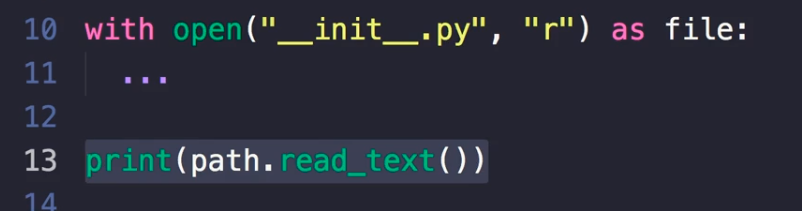 10 with open("__init__.py", "r") as file:
11     ...
12
13 print(path.read_text())
14